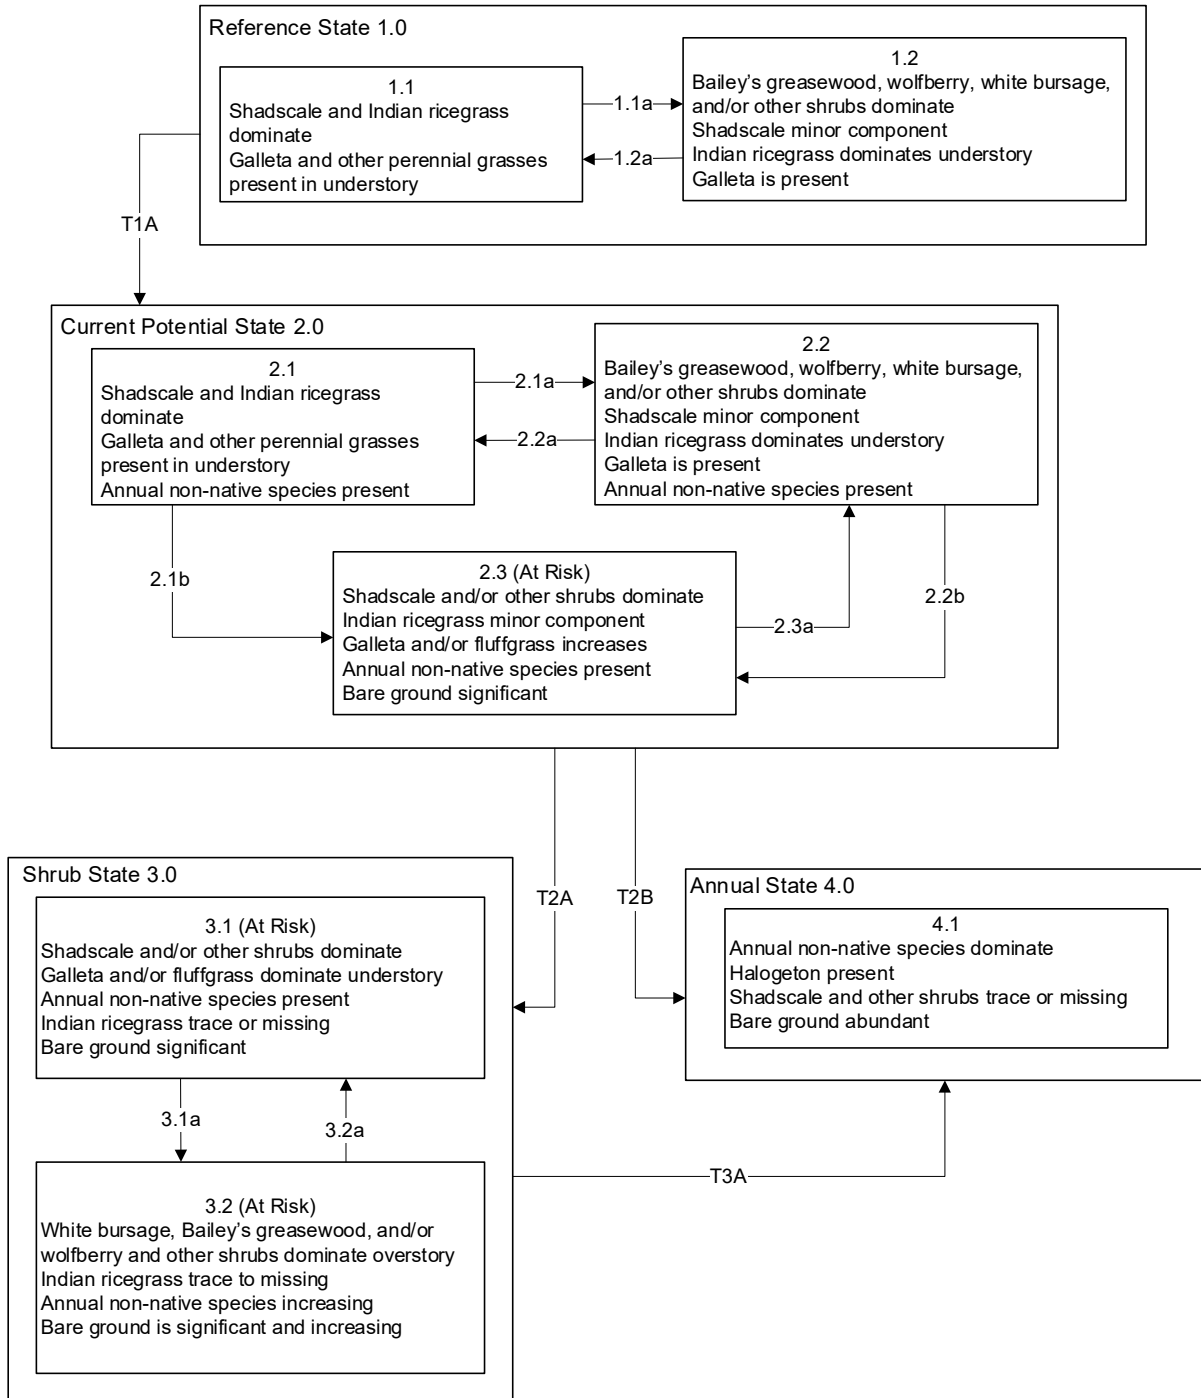 Reference State 1.0
1.1
Shadscale and Indian ricegrass
dominate
Galleta and other perennial grasses
present in understory
1.1a
1.2a
1.2
Bailey’s greasewood, wolfberry, white bursage,
and/or other shrubs dominate
Shadscale minor component
Indian ricegrass dominates understory
Galleta is present
T1A
Current Potential State 2.0
2.1
Shadscale and Indian ricegrass
dominate
Galleta and other perennial grasses
present in understory
Annual non-native species present
2.1a
2.2a
2.2
Bailey’s greasewood, wolfberry, white bursage,
and/or other shrubs dominate
Shadscale minor component
Indian ricegrass dominates understory
Galleta is present
Annual non-native species present
2.1b
2.3 (At Risk)
Shadscale and/or other shrubs dominate
Indian ricegrass minor component
Galleta and/or fluffgrass increases
Annual non-native species present
Bare ground significant
2.3a
2.2b
T2A
T2B
Shrub State 3.0
3.1 (At Risk)
Shadscale and/or other shrubs dominate
Galleta and/or fluffgrass dominate understory
Annual non-native species present
Indian ricegrass trace or missing
Bare ground significant
3.1a
3.2a
3.2 (At Risk)
White bursage, Bailey’s greasewood, and/or
wolfberry and other shrubs dominate overstory
Indian ricegrass trace to missing
Annual non-native species increasing
Bare ground is significant and increasing
Annual State 4.0
4.1
Annual non-native species dominate
Halogeton present
Shadscale and other shrubs trace or missing
Bare ground abundant
T3A